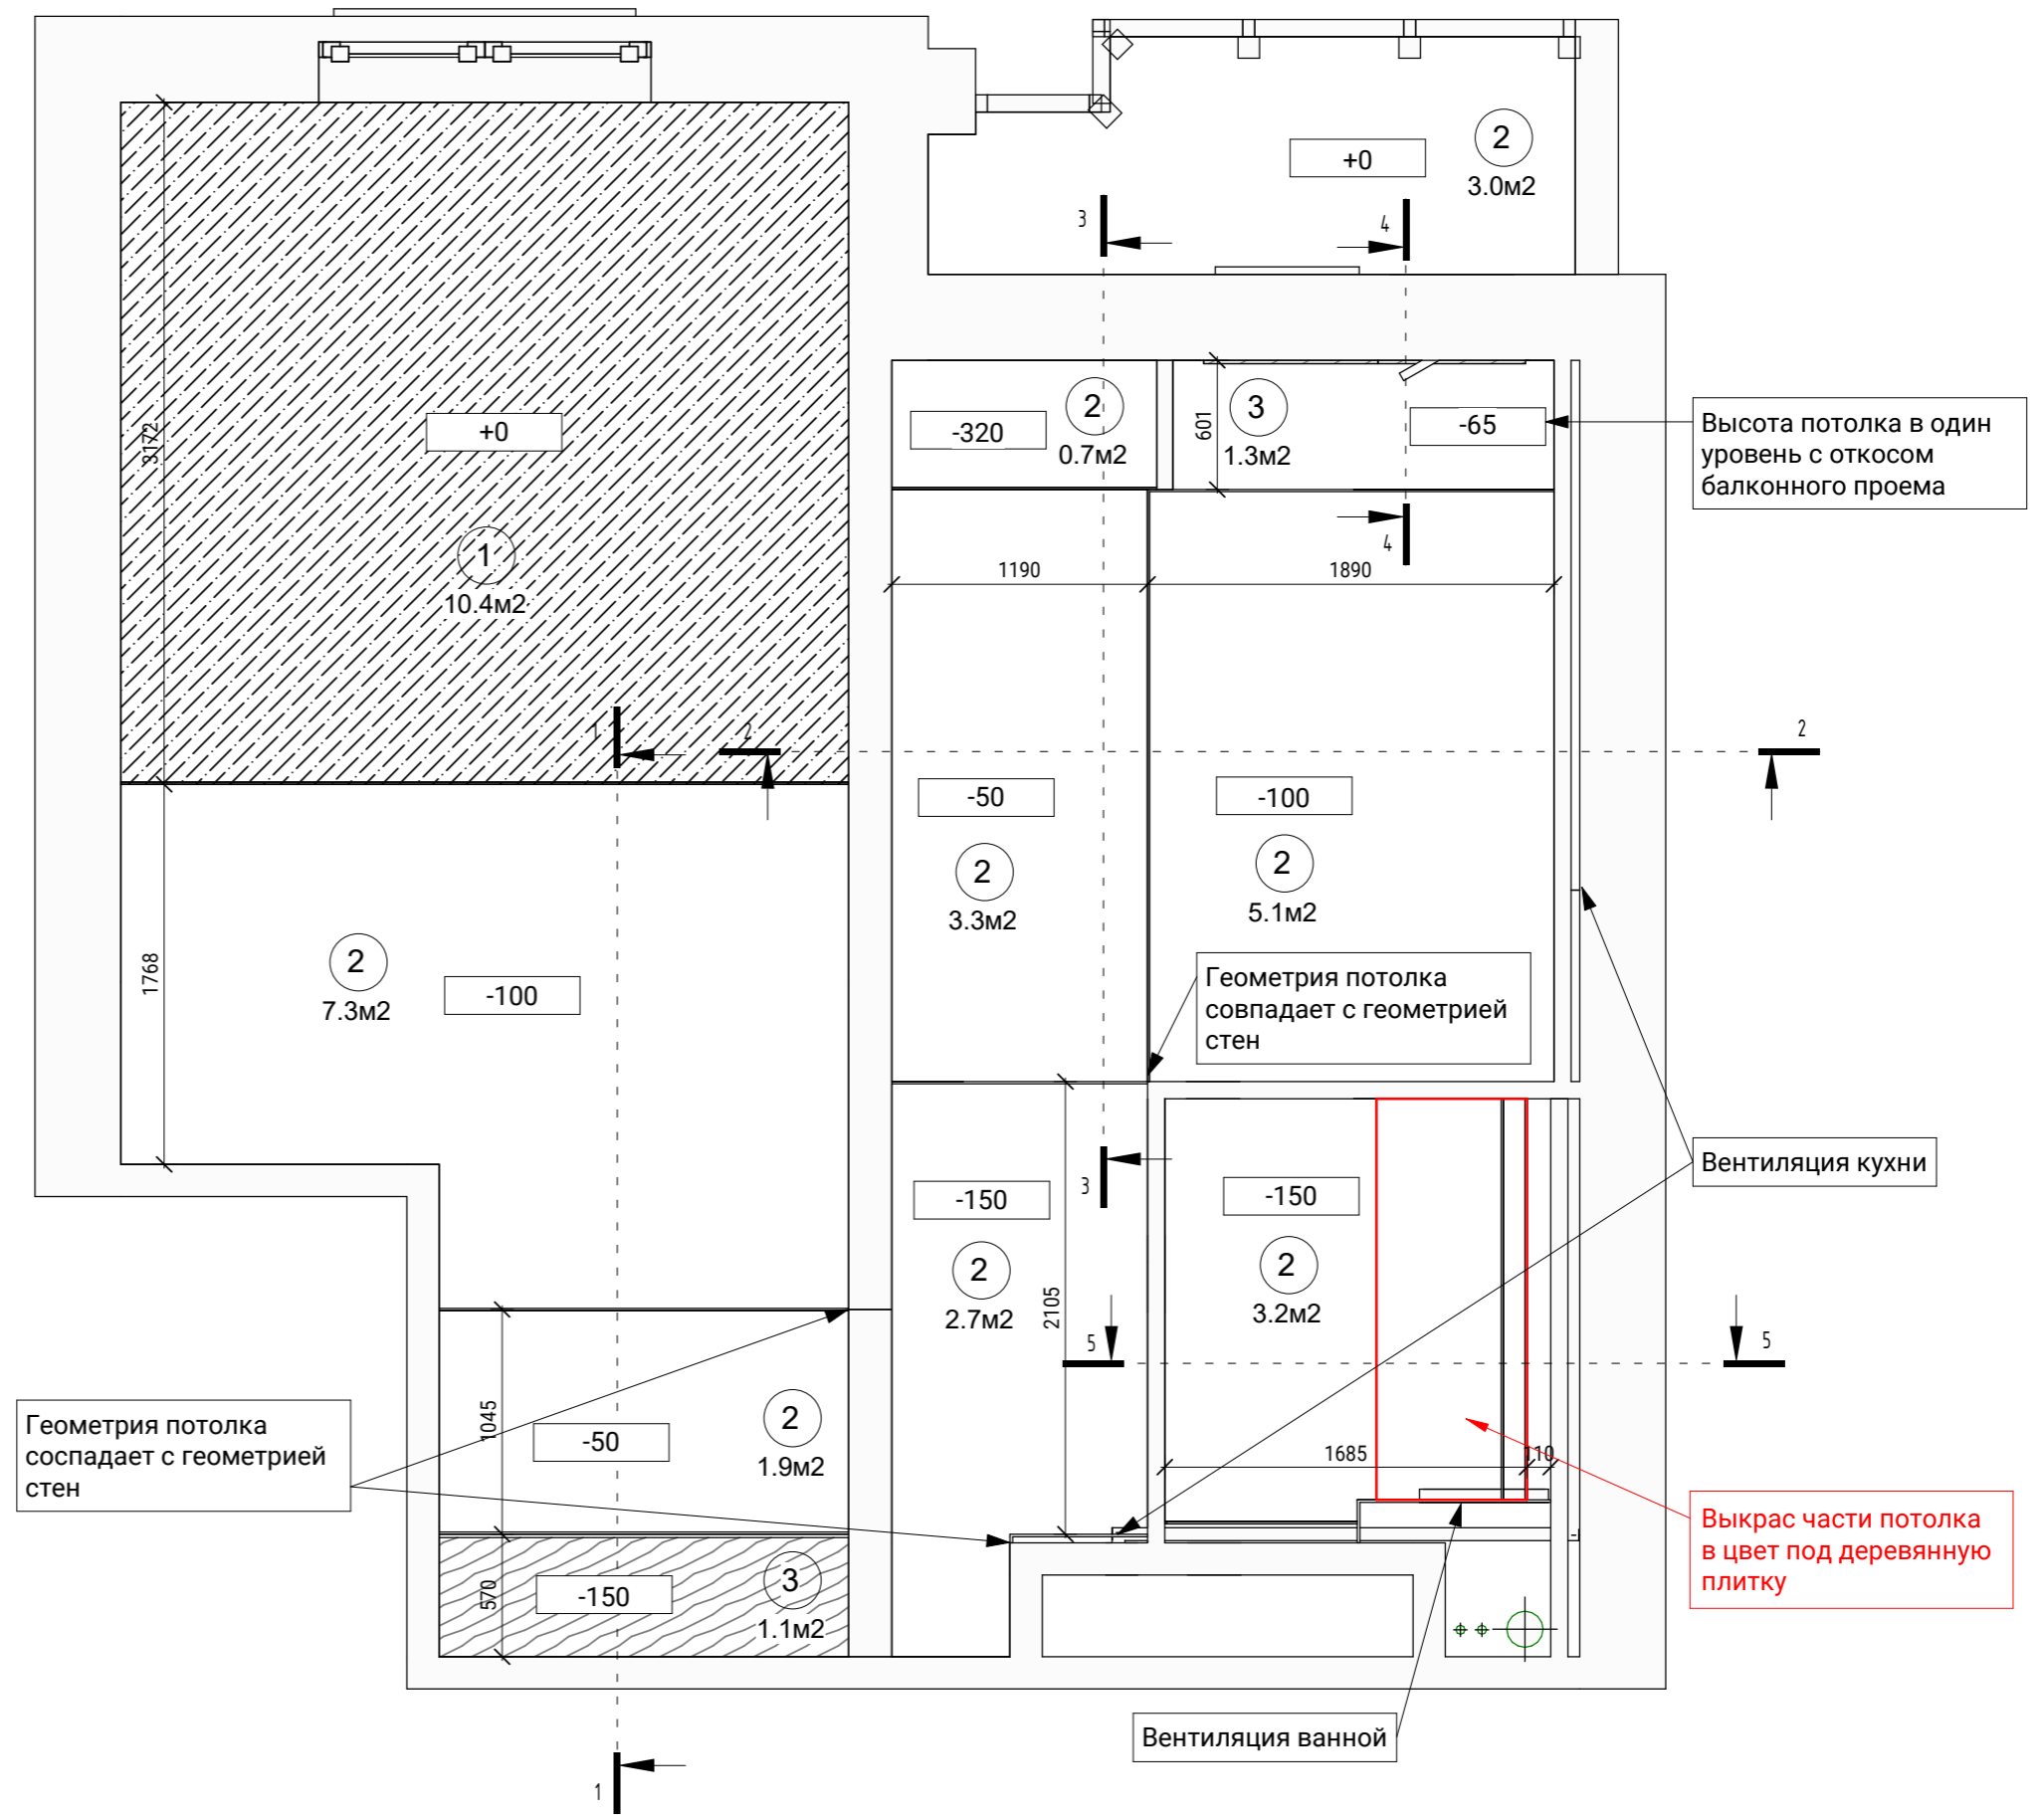 2
3.0м2
+0
3
4
3172
+0
1
10.4м2
2
0.7м2
-320
601
3
1.3м2
-65
Высота потолка в один
уровень с откосом
балконного проема
4
1190
1890
1
2
2
-50
2
3.3м2
-100
2
5.1м2
1768
2
7.3м2
-100
Геометрия потолка
совпадает с геометрией
стен
Вентиляция кухни
-150
2
2.7м2
3
2105
-150
2
3.2м2
5
5
Геометрия потолка
соспадает с геометрией
стен
1045
-50
2
1.9м2
1685
110
Выкрас части потолка
в цвет под деревянную
плитку
570
-150
3
1.1м2
Вентиляция ванной
1